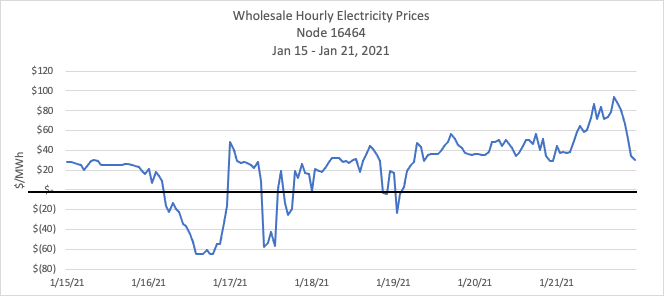 Wholesale Hourly Electricity Prices
Node 16464
Jan 15 - Jan 21, 2021
$/MWh
$120
$100
$80
$60
$40
$20
$-
$(20)
$(40)
$(60)
$(80)
1/15/21 1/16/21 1/17/21 1/18/21 1/19/21 1/20/21 1/21/21